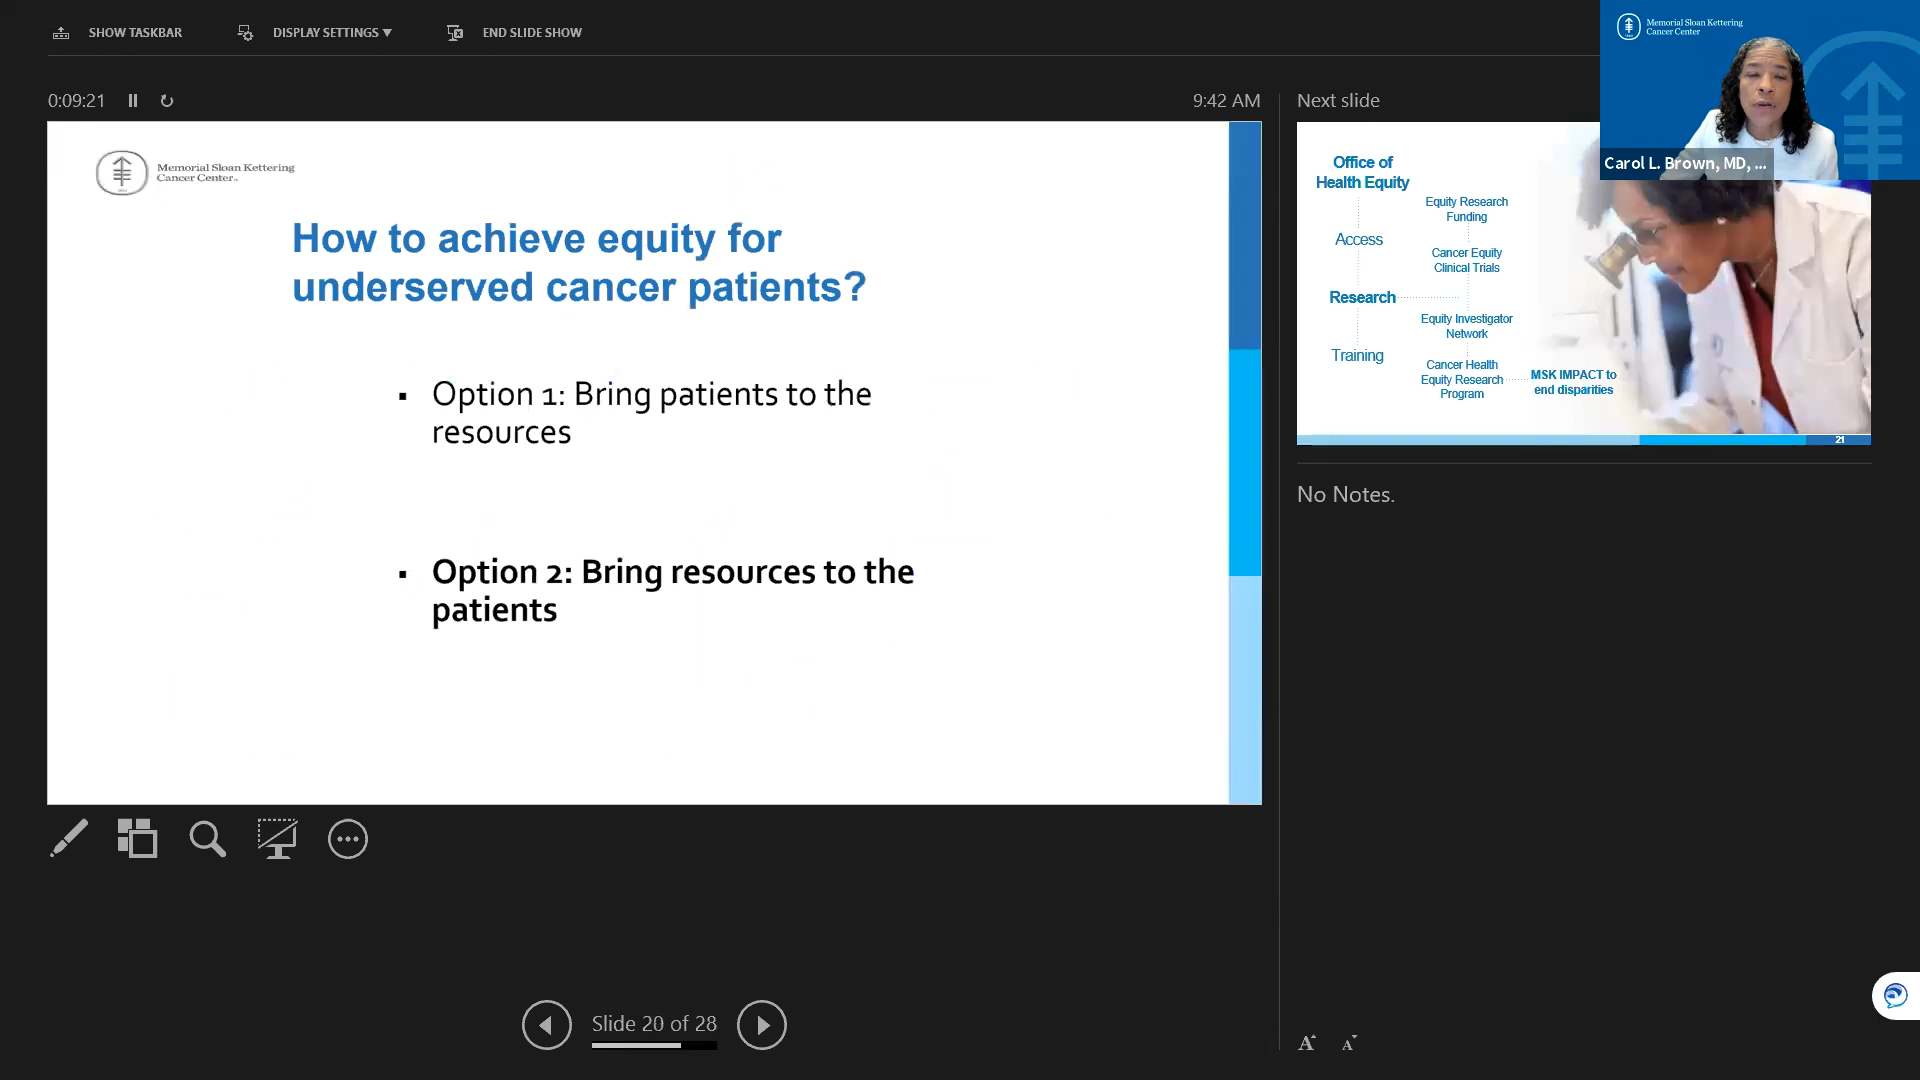 SHOW TASKBAR
DISPLAY SETTINGS ▼
END SLIDE SHOW
Memorial Sloan Kettering
Cancer Center
Carol L. Brown, MD, ...
0:09:21
9:42 AM
Next slide
Memorial Sloan Kettering
Cancer Center
How to achieve equity for
underserved cancer patients?
▪ Option 1: Bring patients to the
resources
▪ Option 2: Bring resources to the
patients
Office of
Health Equity
Access
Research
Training
Equity Research
Funding
Cancer Equity
Clinical Trials
Equity Investigator
Network
Cancer Health
Equity Research
Program
MSK IMPACT to
end disparities
21
No Notes.
Slide 20 of 28
A
A